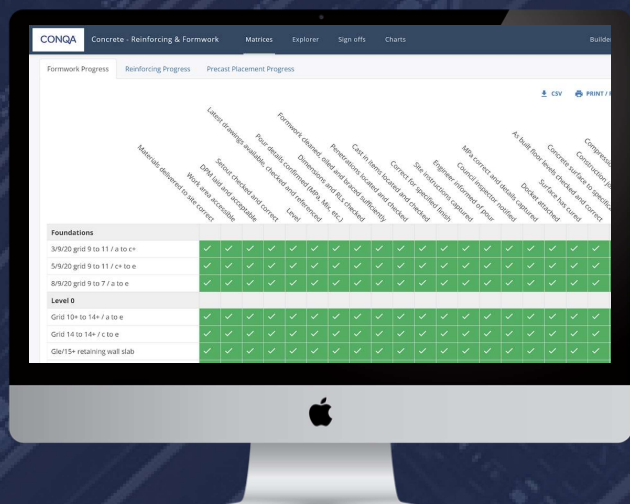 CONQA
Concrete - Reinforcing & Formwork
Matrices
Explorer
Sign offs
Charts
Builde
Formwork Progress
Reinforcing Progress
Precast Placement Progress
CSV
PRINT / P
Materials delivered to site correct
Work area accessible
DPM laid and acceptable
Setout checked and correct
Latest drawings available, checked and referenced
Level
Pour details confirmed (MPa, Mix, etc.)
Dimensions and RLs checked
Formwork cleaned, oiled and braced sufficiently
Penetrations located and checked
Cast in items located and checked
Correct for specified finish
Site instructions captured
Engineer informed of pour
Council inspector notified
MPa correct and details captured
Docket attached
Surface has cured
As built floor levels checked and correct
Concrete surface to specifica
Construction jo
Compressi
Foundations
3/9/20 grid 9 to 11 / a to c+
5/9/20 grid 9 to 11 / c+ to e
8/9/20 grid 9 to 7 / a to e
Level 0
Grid 10+ to 14+ / a to e
Grid 14 to 14+ / c to e
Gle/15+ retaining wall slab